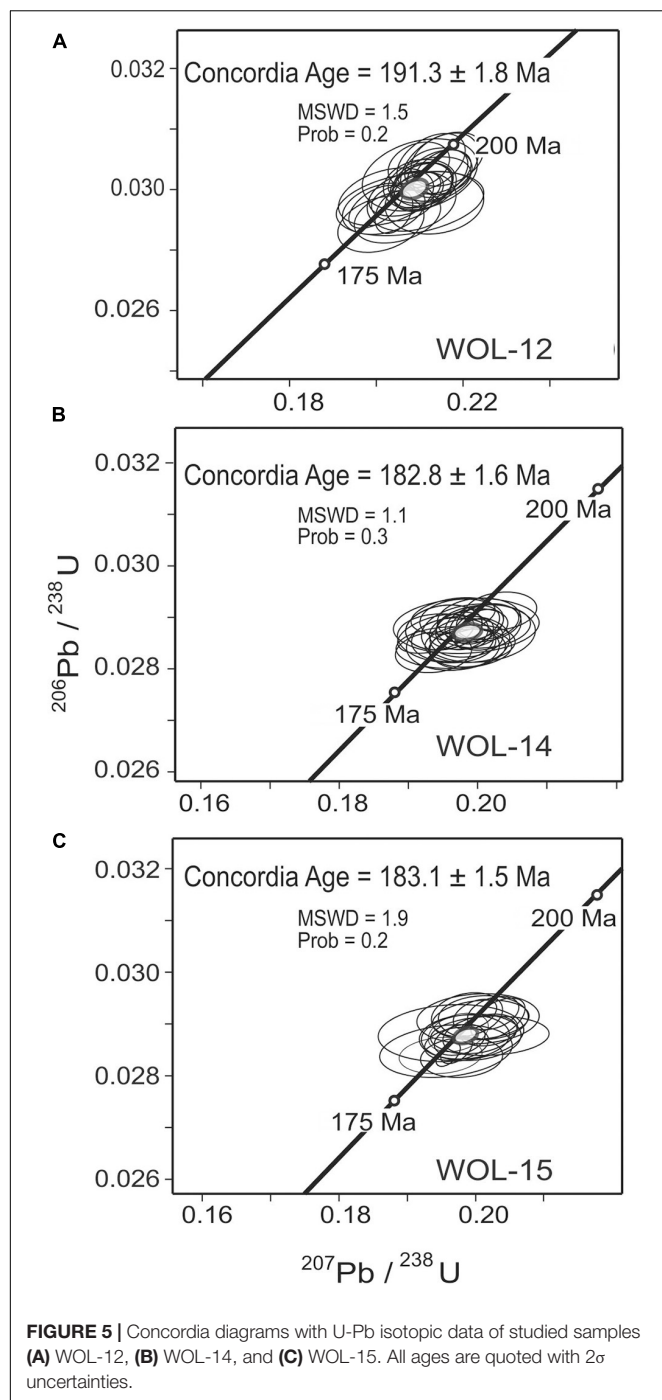 A
0.032
Concordia Age = 191.3 ± 1.8 Ma
MSWD = 1.5
Prob = 0.2
200 Ma
0.030
175 Ma
0.026
WOL-12
0.18 0.22
B
0.032
Concordia Age = 182.8 ± 1.6 Ma
MSWD = 1.1
Prob = 0.3
200 Ma
0.030
0.028
175 Ma
WOL-14
0.026
0.16 0.18 0.20
206Pb / 238U
C
0.032
Concordia Age = 183.1 ± 1.5 Ma
MSWD = 1.9
Prob = 0.2
200 Ma
0.030
0.028
175 Ma
WOL-15
0.026
0.16 0.18 0.20
207Pb / 238U
FIGURE 5 | Concordia diagrams with U-Pb isotopic data of studied samples
(A) WOL-12, (B) WOL-14, and (C) WOL-15. All ages are quoted with 2σ
uncertainties.